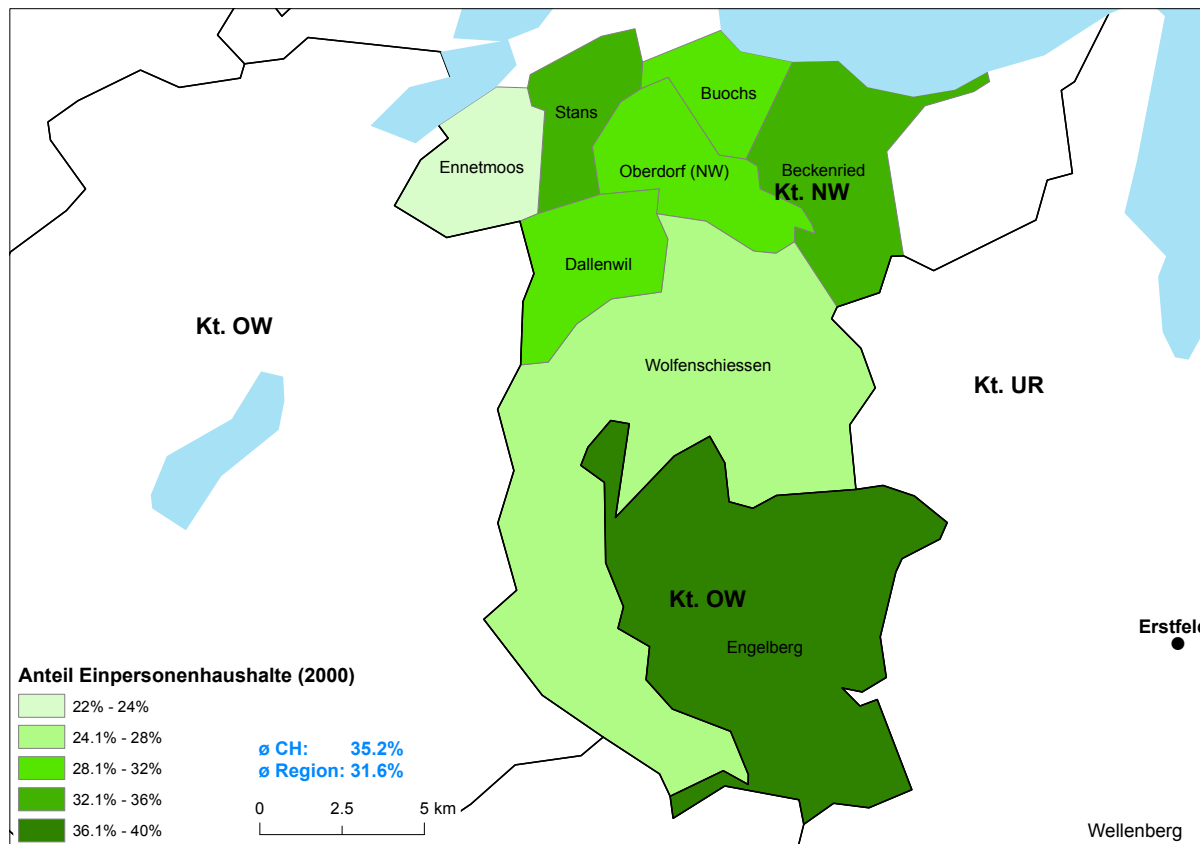 Buochs
Stans
Ennetmoos
Oberdorf (NW)
Beckenried
Kt. NW
Dallenwil
Kt. OW
Wolfenschiessen
Kt. UR
Kt. OW
Engelberg
Erstfeld
Anteil Einpersonenhaushalte (2000)
22% - 24%
24.1% - 28%
28.1% - 32%
32.1% - 36%
36.1% - 40%
ø CH: 35.2%
ø Region: 31.6%
0 2.5 5 km
Wellenberg